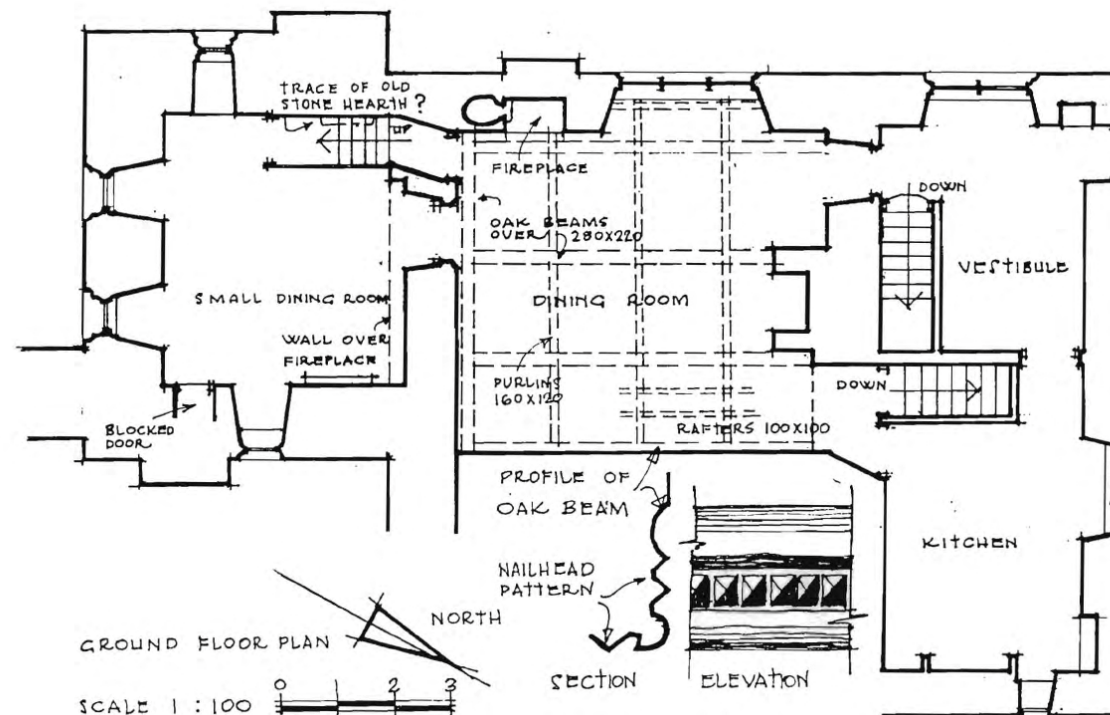 TRACE OF OLD
STONE HEARTH?
UP
FIREPLACE
DOWN
OAK BEAMS
OVER 280X220
VESTIBULE
SMALL DINING ROOM
DINING ROOM
WALL OVER
FIREPLACE
PURLINS
160X120
DOWN
BLOCKED
DOOR
RAFTERS 100X100
PROFILE OF
OAK BEAM
KITCHEN
NAILHEAD
PATTERN
NORTH
GROUND FLOOR PLAN
SECTION
ELEVATION
SCALE 1:100
0 1 2 3